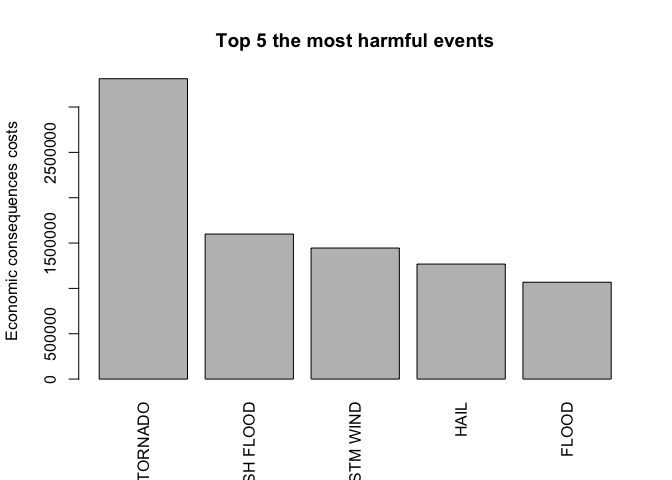 Top 5 the most harmful events
Economic consequences costs
2500000
1500000
500000
0
TORNADO
SH FLOOD
STM WIND
HAIL
FLOOD